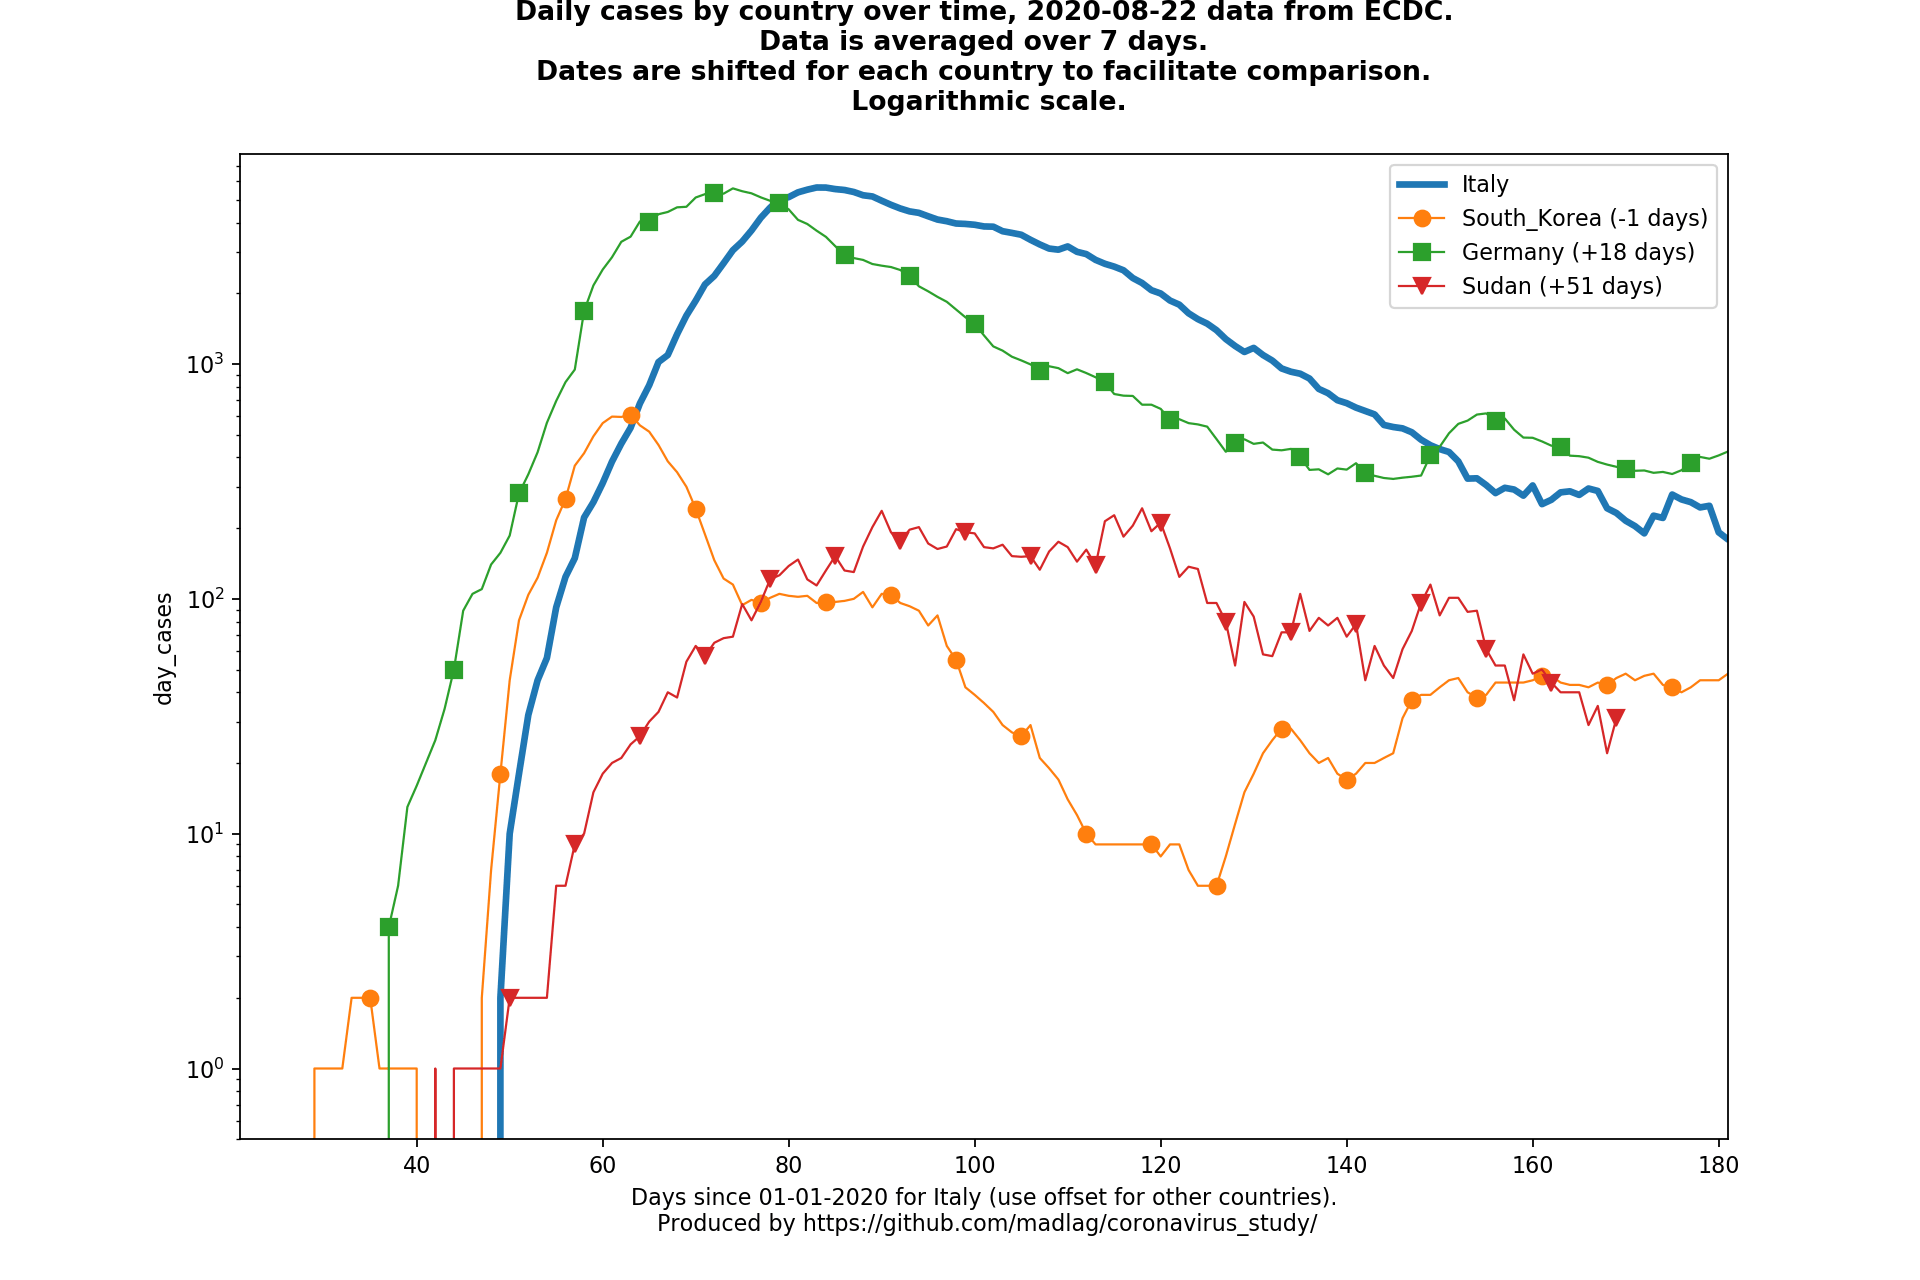 Daily cases by country over time, 2020-08-22 data from ECDC.
Data is averaged over 7 days.
Dates are shifted for each country to facilitate comparison.
Logarithmic scale.
Italy
South_Korea (-1 days)
Germany (+18 days)
Sudan (+51 days)
day_cases
10³
10²
10¹
10⁰
40 60 80 100 120 140 160 180
Days since 01-01-2020 for Italy (use offset for other countries).
Produced by https://github.com/madlag/coronavirus_study/